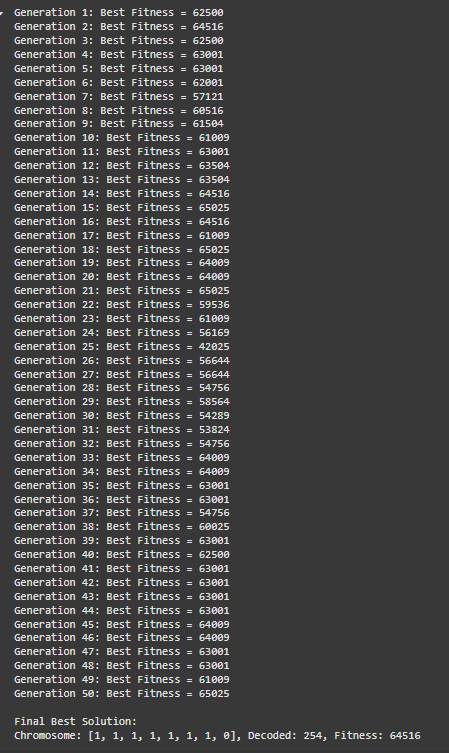 Generation 1: Best Fitness = 62500
Generation 2: Best Fitness = 64516
Generation 3: Best Fitness = 62500
Generation 4: Best Fitness = 63001
Generation 5: Best Fitness = 63001
Generation 6: Best Fitness = 62001
Generation 7: Best Fitness = 57121
Generation 8: Best Fitness = 60516
Generation 9: Best Fitness = 61504
Generation 10: Best Fitness = 61009
Generation 11: Best Fitness = 63001
Generation 12: Best Fitness = 63504
Generation 13: Best Fitness = 63504
Generation 14: Best Fitness = 64516
Generation 15: Best Fitness = 65025
Generation 16: Best Fitness = 64516
Generation 17: Best Fitness = 61009
Generation 18: Best Fitness = 65025
Generation 19: Best Fitness = 64009
Generation 20: Best Fitness = 64009
Generation 21: Best Fitness = 65025
Generation 22: Best Fitness = 59536
Generation 23: Best Fitness = 61009
Generation 24: Best Fitness = 56169
Generation 25: Best Fitness = 42025
Generation 26: Best Fitness = 56644
Generation 27: Best Fitness = 56644
Generation 28: Best Fitness = 54756
Generation 29: Best Fitness = 58564
Generation 30: Best Fitness = 54289
Generation 31: Best Fitness = 53824
Generation 32: Best Fitness = 54756
Generation 33: Best Fitness = 64009
Generation 34: Best Fitness = 64009
Generation 35: Best Fitness = 63001
Generation 36: Best Fitness = 63001
Generation 37: Best Fitness = 54756
Generation 38: Best Fitness = 60025
Generation 39: Best Fitness = 63001
Generation 40: Best Fitness = 62500
Generation 41: Best Fitness = 63001
Generation 42: Best Fitness = 63001
Generation 43: Best Fitness = 63001
Generation 44: Best Fitness = 63001
Generation 45: Best Fitness = 64009
Generation 46: Best Fitness = 64009
Generation 47: Best Fitness = 63001
Generation 48: Best Fitness = 63001
Generation 49: Best Fitness = 61009
Generation 50: Best Fitness = 65025
Final Best Solution:
Chromosome: [1, 1, 1, 1, 1, 1, 1, 0], Decoded: 254, Fitness: 64516